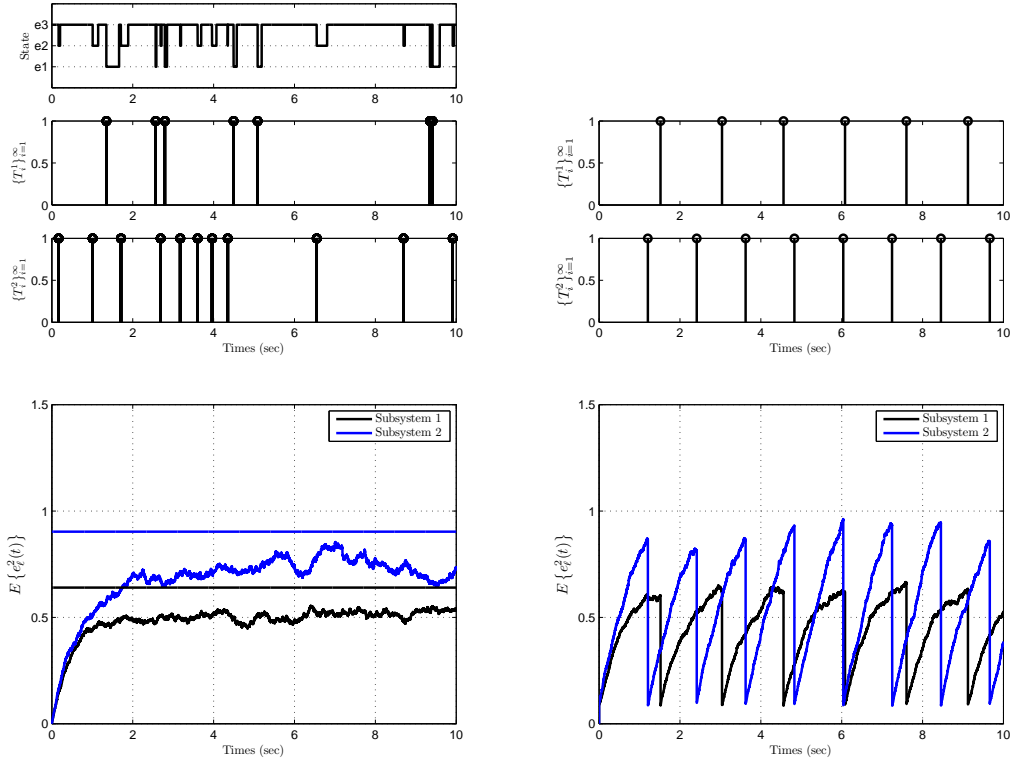 State
e3
e2
e1
0 2 4 6 8 10
{T_i^1}_{i=1}^∞
1
0.5
0
0 2 4 6 8 10
{T_i^2}_{i=1}^∞
1
0.5
0
0 2 4 6 8 10
Times (sec)
{T_i^1}_{i=1}^∞
1
0.5
0
0 2 4 6 8 10
{T_i^2}_{i=1}^∞
1
0.5
0
0 2 4 6 8 10
Times (sec)
E {e_ℓ^2(t)}
1.5
1
0.5
0
Subsystem 1
Subsystem 2
0 2 4 6 8 10
Times (sec)
E {e_ℓ^2(t)}
1.5
1
0.5
0
Subsystem 1
Subsystem 2
0 2 4 6 8 10
Times (sec)